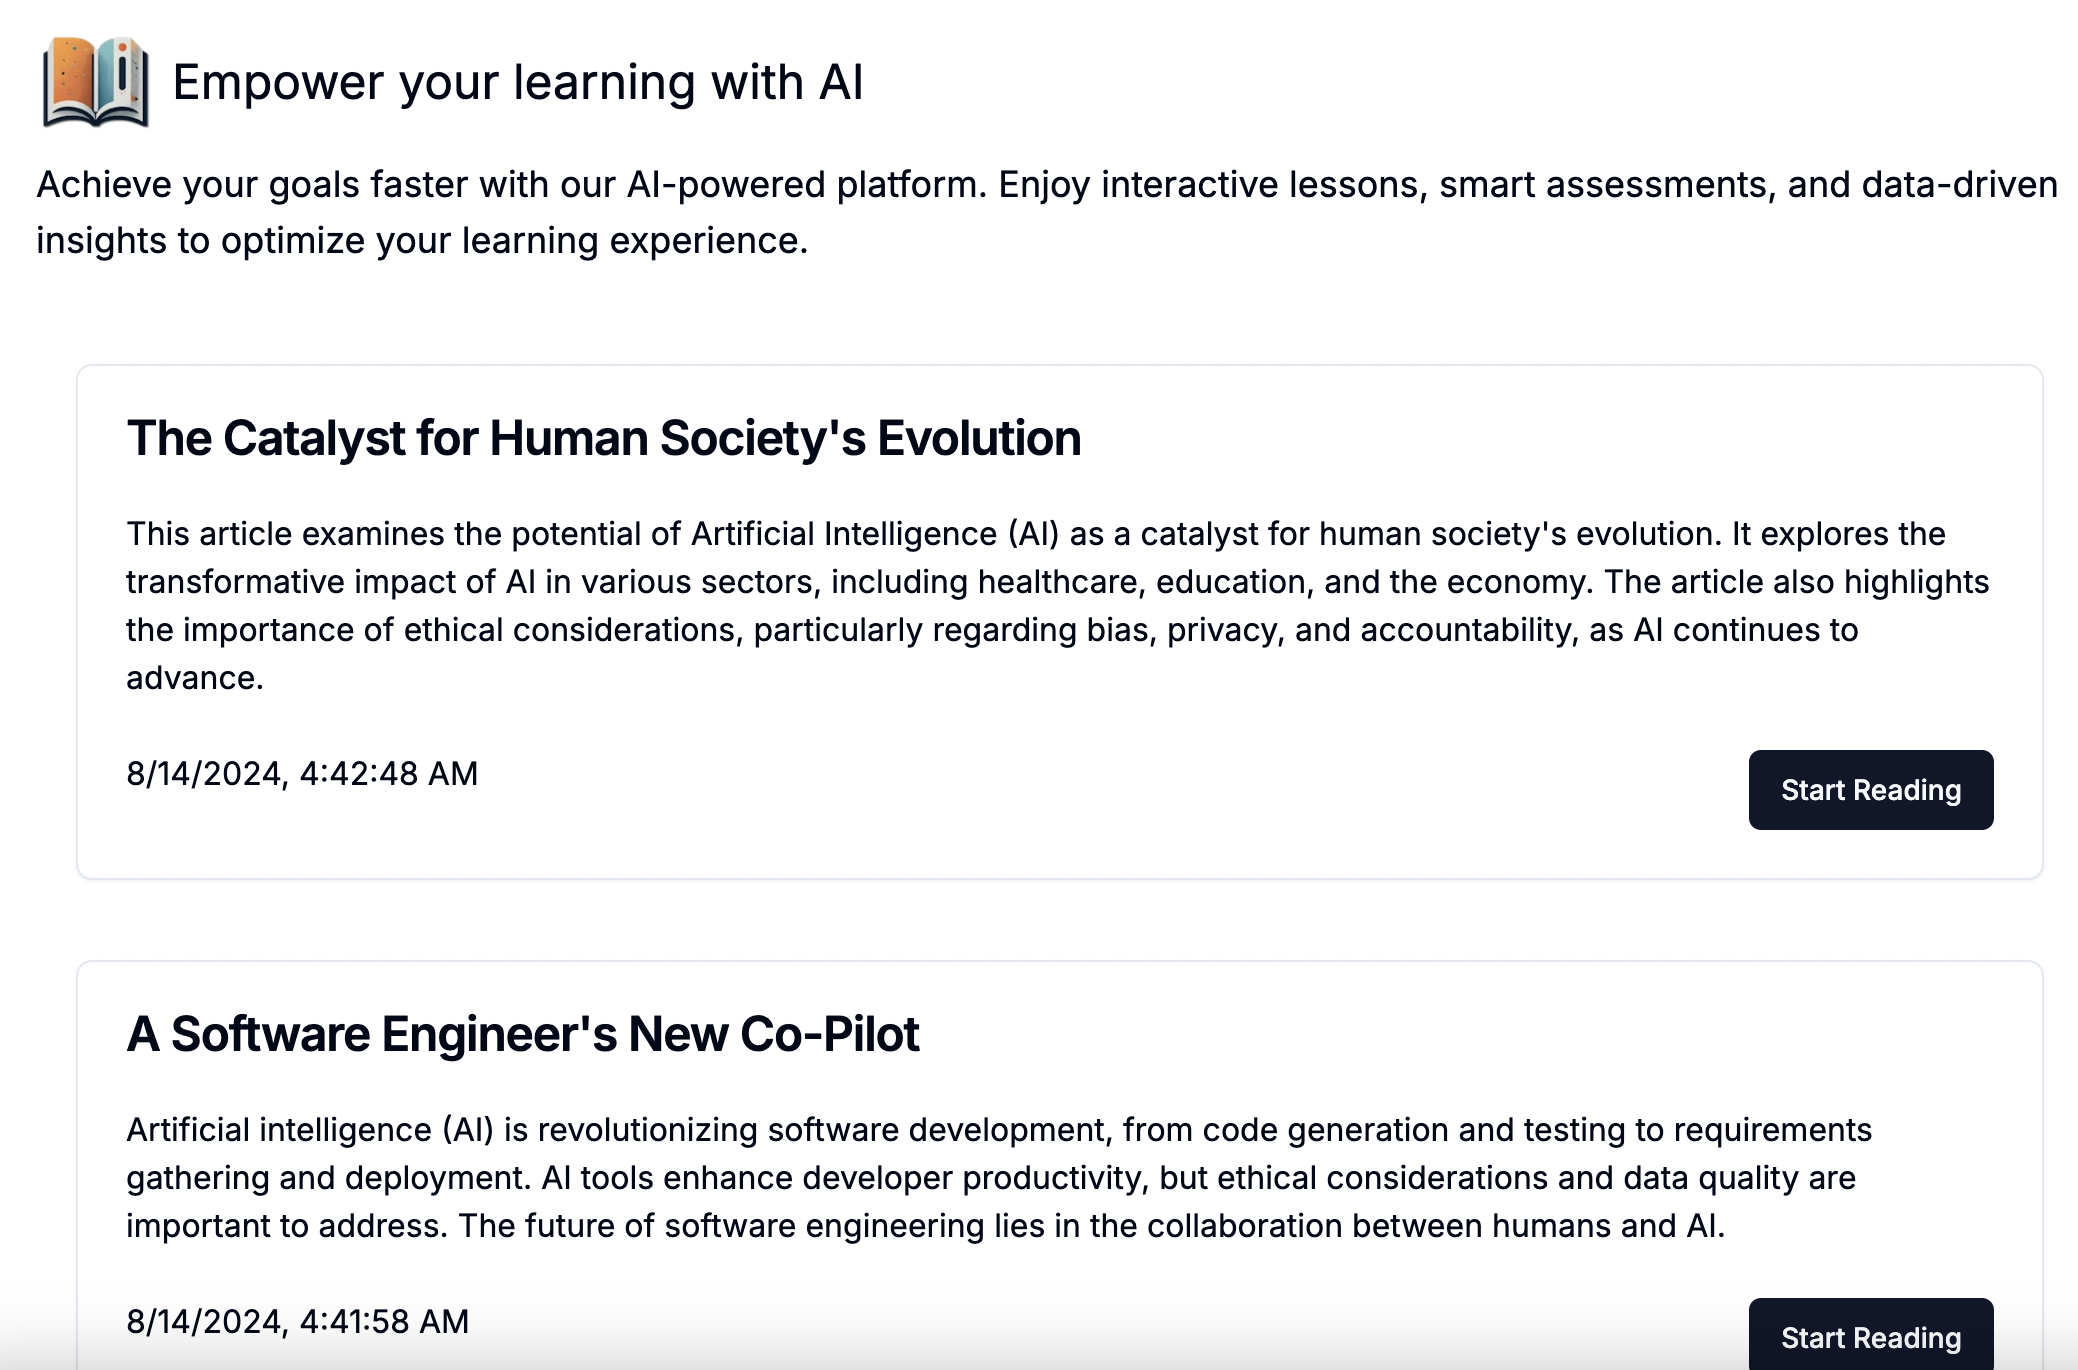 Empower your learning with AI
Achieve your goals faster with our AI-powered platform. Enjoy interactive lessons, smart assessments, and data-driven
insights to optimize your learning experience.
The Catalyst for Human Society's Evolution
This article examines the potential of Artificial Intelligence (AI) as a catalyst for human society's evolution. It explores the
transformative impact of AI in various sectors, including healthcare, education, and the economy. The article also highlights
the importance of ethical considerations, particularly regarding bias, privacy, and accountability, as AI continues to
advance.
8/14/2024, 4:42:48 AM
Start Reading
A Software Engineer's New Co-Pilot
Artificial intelligence (AI) is revolutionizing software development, from code generation and testing to requirements
gathering and deployment. AI tools enhance developer productivity, but ethical considerations and data quality are
important to address. The future of software engineering lies in the collaboration between humans and AI.
8/14/2024, 4:41:58 AM
Start Reading